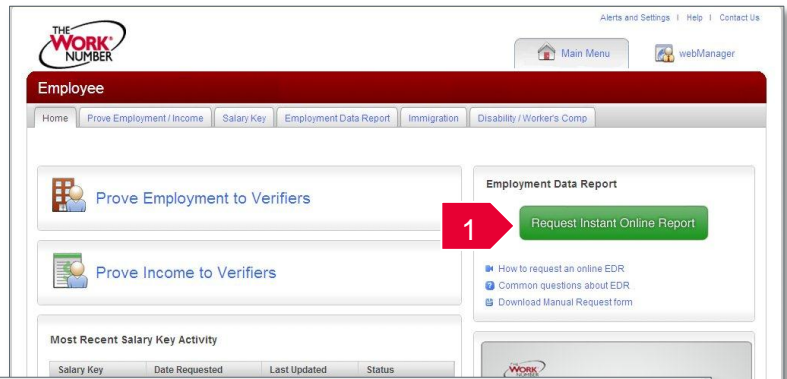 Alerts and Settings | Help | Contact Us
THE
WORK
NUMBER
Main Menu
webManager
Employee
Home
Prove Employment / Income
Salary Key
Employment Data Report
Immigration
Disability / Worker's Comp
Prove Employment to Verifiers
Prove Income to Verifiers
Most Recent Salary Key Activity
Salary Key Date Requested Last Updated Status
Employment Data Report
1
Request Instant Online Report
How to request an online EDR
Common questions about EDR
Download Manual Request form
THE
WORK
NUMBER